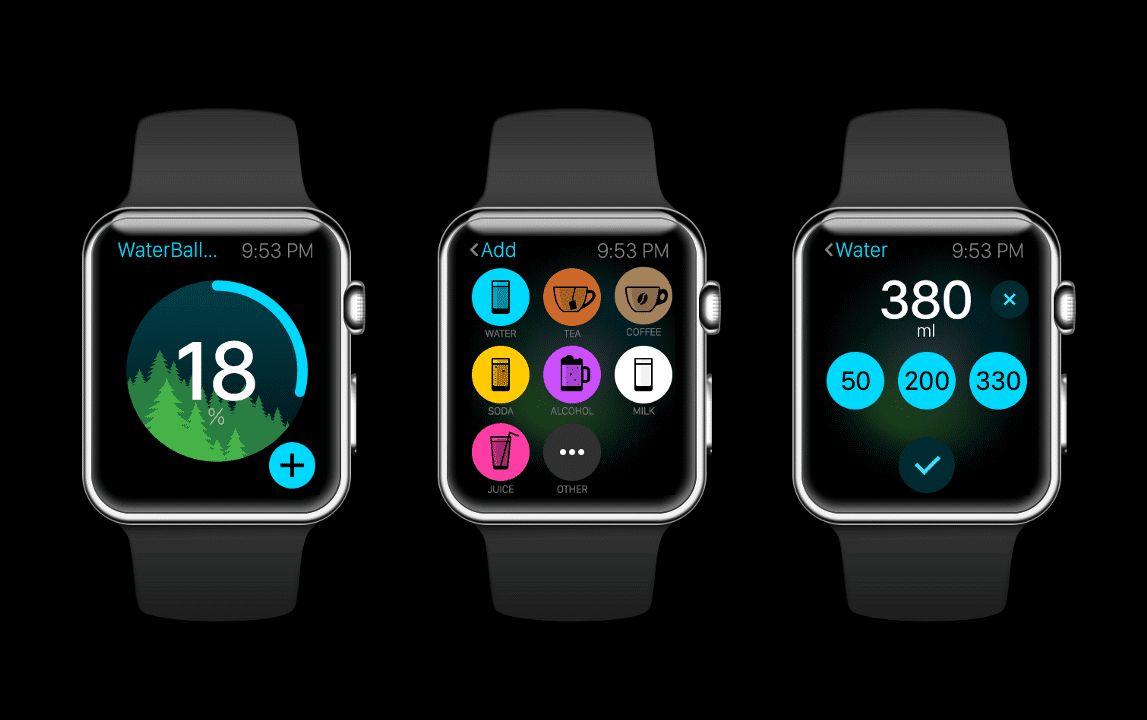 WaterBall... 9:53 PM
18
%
Add 9:53 PM
WATER TEA COFFEE
SODA ALCOHOL MILK
JUICE OTHER
Water 9:53 PM
380
ml
50 200 330